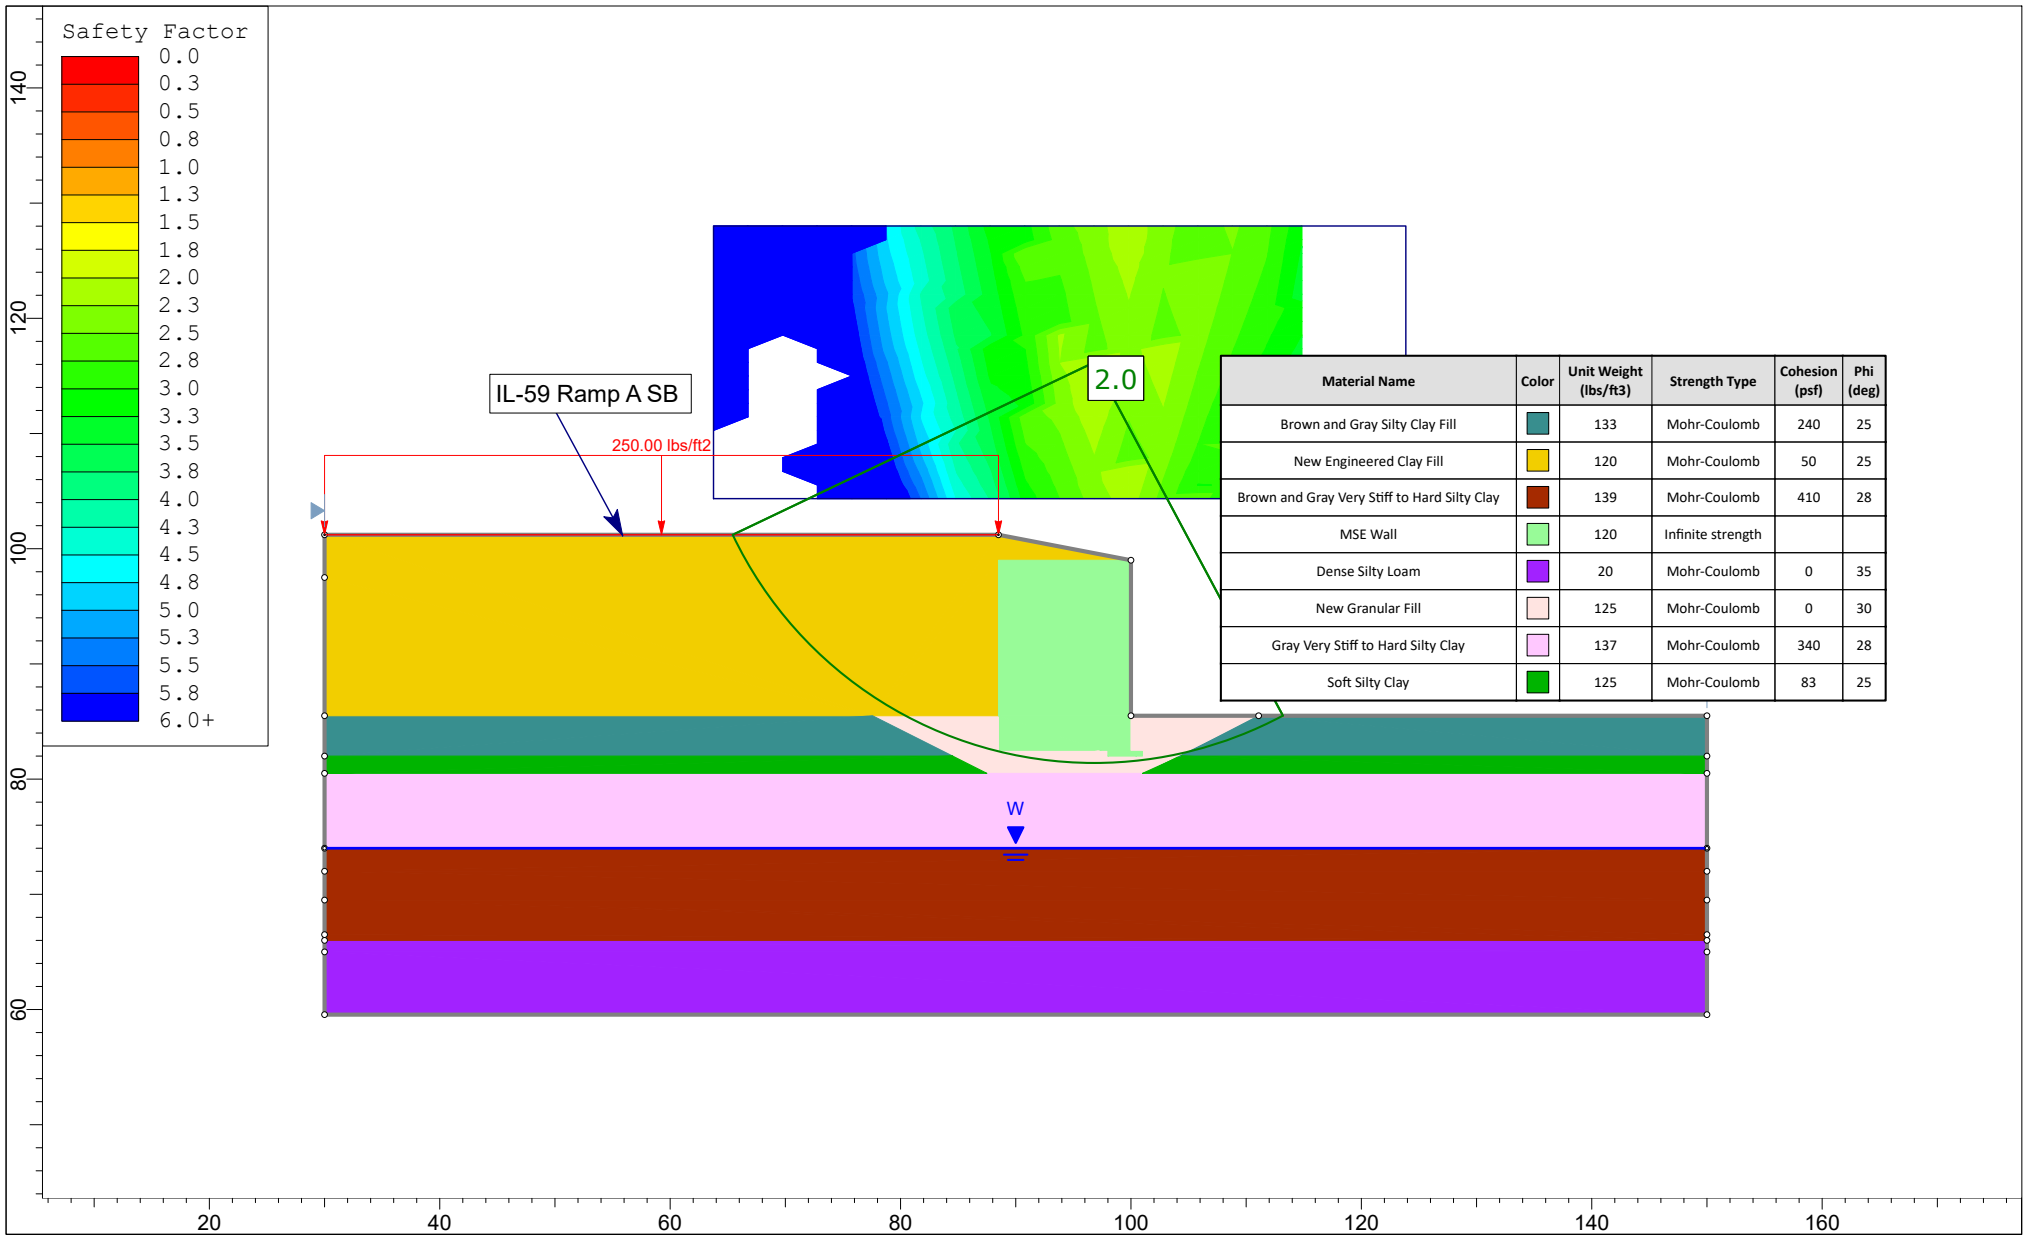 Safety Factor
0.0
0.3
0.5
0.8
1.0
1.3
1.5
1.8
2.0
2.3
2.5
2.8
3.0
3.3
3.5
3.8
4.0
4.3
4.5
4.8
5.0
5.3
5.5
5.8
6.0+
140
120
100
80
60
IL-59 Ramp A SB
250.00 lbs/ft2
2.0
Material Name Color Unit Weight (lbs/ft3) Strength Type Cohesion (psf) Phi (deg)
Brown and Gray Silty Clay Fill 133 Mohr-Coulomb 240 25
New Engineered Clay Fill 120 Mohr-Coulomb 50 25
Brown and Gray Very Stiff to Hard Silty Clay 139 Mohr-Coulomb 410 28
MSE Wall 120 Infinite strength
Dense Silty Loam 20 Mohr-Coulomb 0 35
New Granular Fill 125 Mohr-Coulomb 0 30
Gray Very Stiff to Hard Silty Clay 137 Mohr-Coulomb 340 28
Soft Silty Clay 125 Mohr-Coulomb 83 25
W
20 40 60 80 100 120 140 160